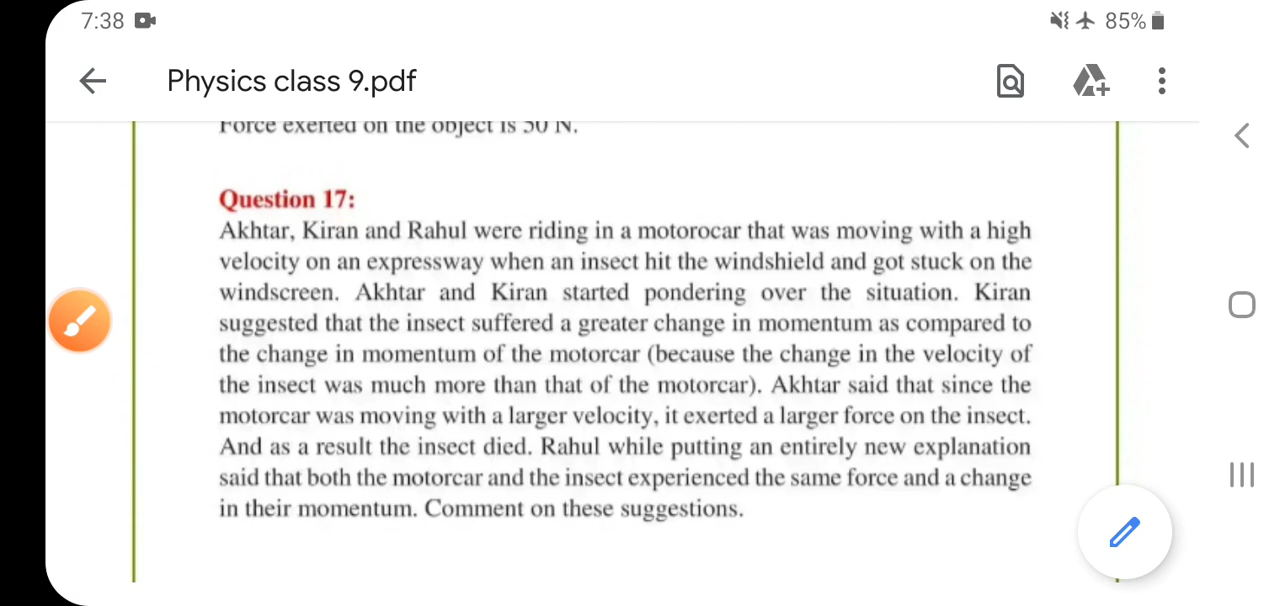 7:38
85%
Physics class 9.pdf
Force exerted on the object is 50 N.
Question 17:
Akhtar, Kiran and Rahul were riding in a motorocar that was moving with a high
velocity on an expressway when an insect hit the windshield and got stuck on the
windscreen. Akhtar and Kiran started pondering over the situation. Kiran
suggested that the insect suffered a greater change in momentum as compared to
the change in momentum of the motorcar (because the change in the velocity of
the insect was much more than that of the motorcar). Akhtar said that since the
motorcar was moving with a larger velocity, it exerted a larger force on the insect.
And as a result the insect died. Rahul while putting an entirely new explanation
said that both the motorcar and the insect experienced the same force and a change
in their momentum. Comment on these suggestions.